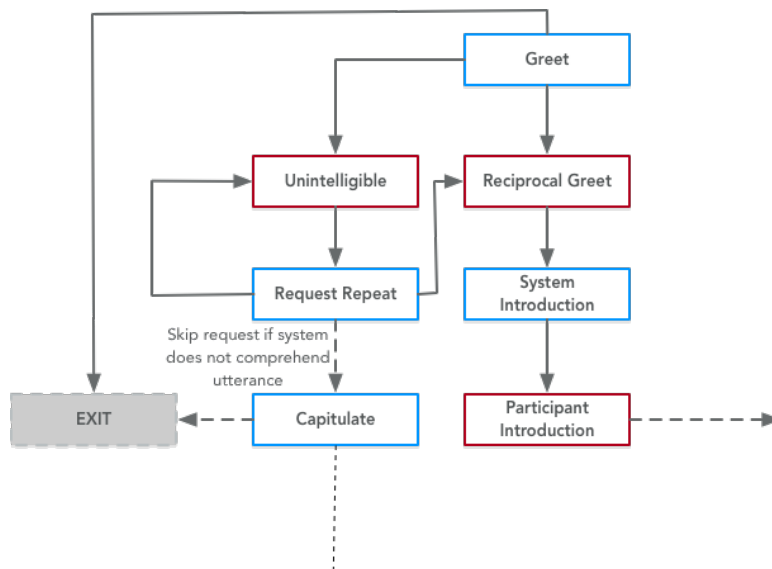 Greet
Unintelligible
Reciprocal Greet
Request Repeat
System
Introduction
Skip request if system
does not comprehend
utterance
EXIT
Capitulate
Participant
Introduction